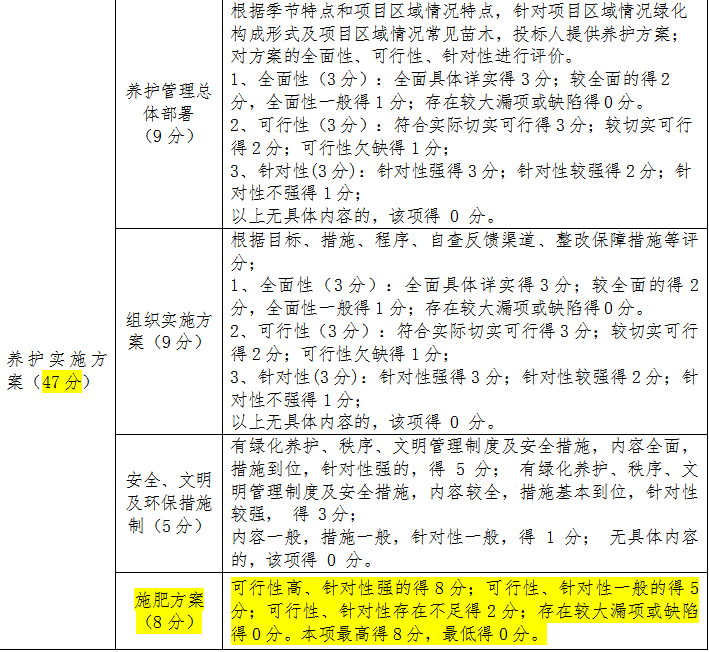 养护实施方
案（47分）
养护管理总
体部署
（9分）
根据季节特点和项目区域情况特点，针对项目区域情况绿化
构成形式及项目区域情况常见苗木，投标人提供养护方案；
对方案的全面性、可行性、针对性进行评价。
1、全面性（3分）：全面具体详实得3分；较全面的得2
分，全面性一般得1分；存在较大漏项或缺陷得0分。
2、可行性（3分）：符合实际切实可行得3分；较切实可行
得2分；可行性欠缺得1分；
3、针对性(3分)：针对性强得3分；针对性较强得2分；针
对性不强得1分；
以上无具体内容的，该项得 0 分。
组织实施方
案（9分）
根据目标、措施、程序、自查反馈渠道、整改保障措施等评
分；
1、全面性（3分）：全面具体详实得3分；较全面的得2
分，全面性一般得1分；存在较大漏项或缺陷得0分。
2、可行性（3分）：符合实际切实可行得3分；较切实可行
得2分；可行性欠缺得1分；
3、针对性(3分)：针对性强得3分；针对性较强得2分；针
对性不强得1分；
以上无具体内容的，该项得 0 分。
安全、文明
及环保措施
制（5分）
有绿化养护、秩序、文明管理制度及安全措施，内容全面，
措施到位，针对性强的，得 5 分； 有绿化养护、秩序、文
明管理制度及安全措施，内容较全，措施基本到位，针对性
较强， 得 3分；
内容一般，措施一般，针对性一般，得 1 分； 无具体内容
的，该项得 0 分。
施肥方案
（8分）
可行性高、针对性强的得8分；可行性、针对性一般的得5
分；可行性、针对性存在不足得2分；存在较大漏项或缺陷
得0分。本项最高得8分，最低得0分。